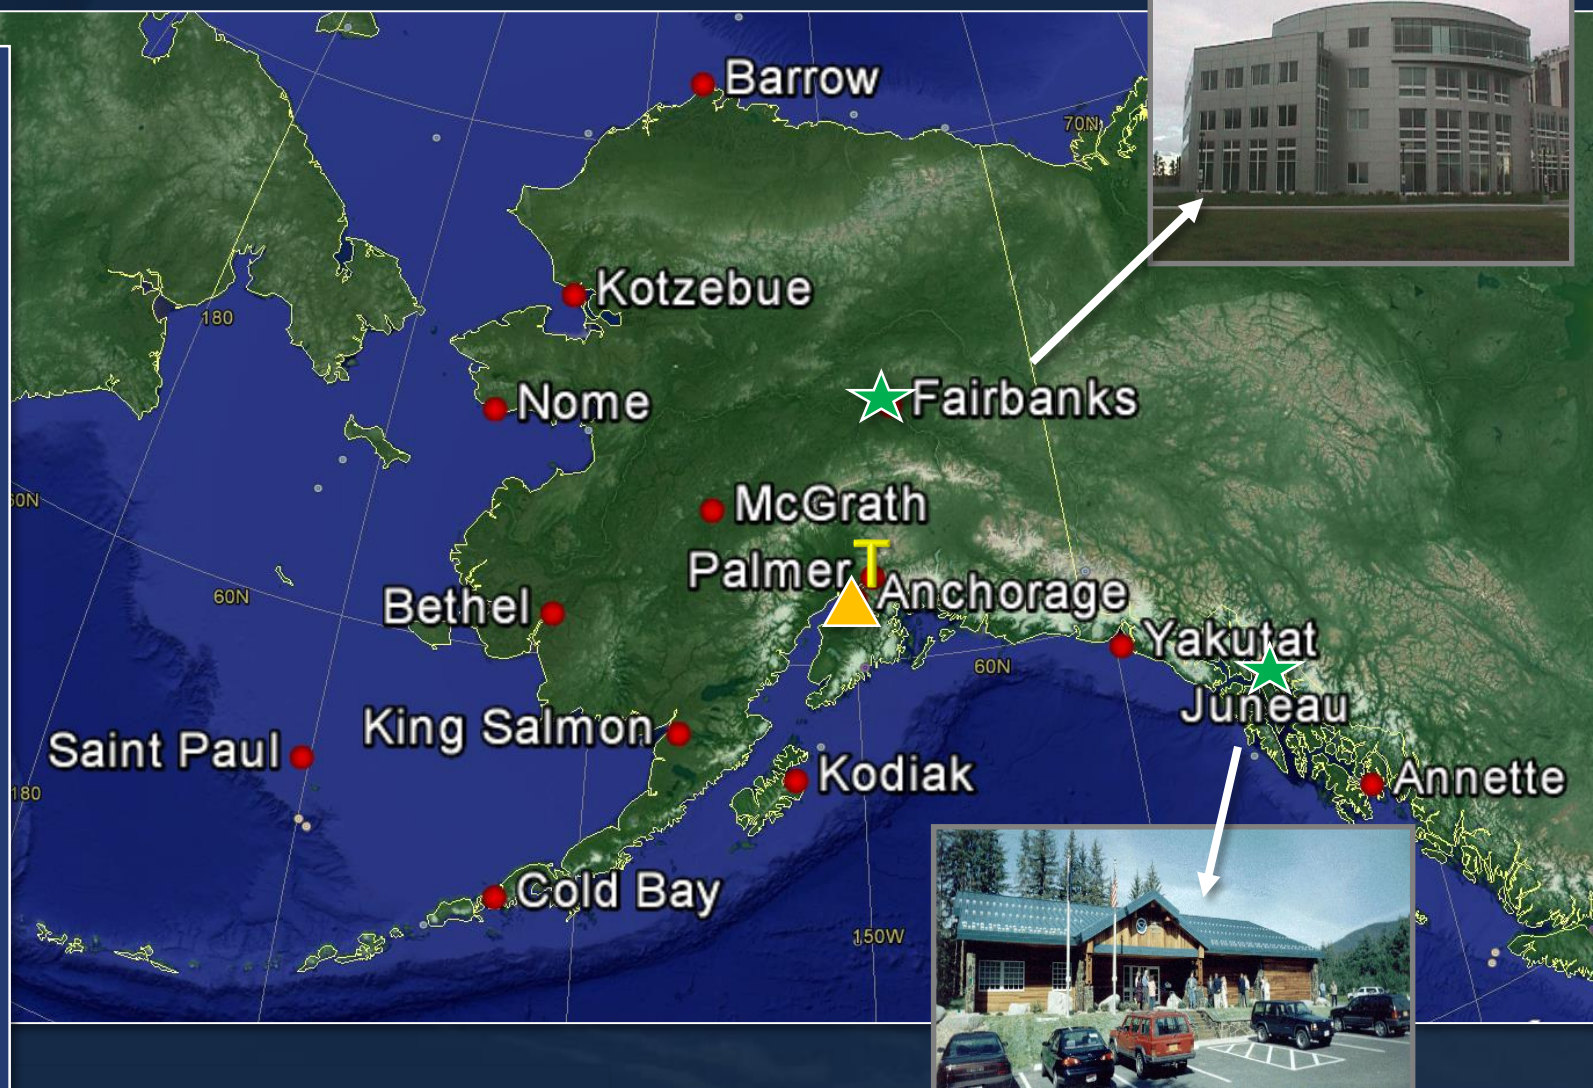 Barrow
70N
Kotzebue
180
Nome
Fairbanks
McGrath
T
Palmer
Anchorage
60N
Bethel
Yakutat
60N
Juneau
King Salmon
Saint Paul
Kodiak
Annette
180
Cold Bay
150W